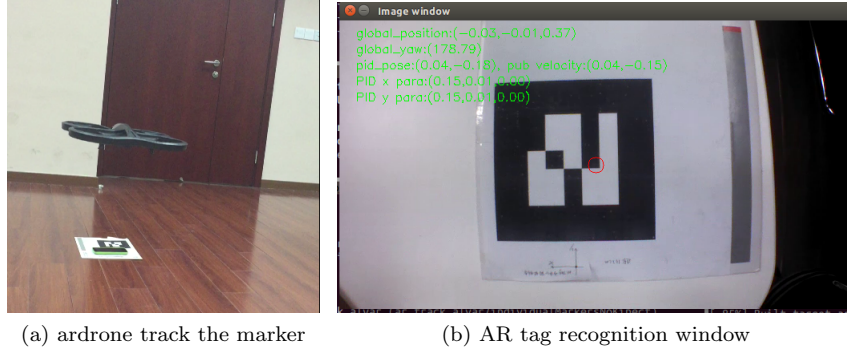 Image window
global_position:(-0.03,-0.01,0.37)
global_yaw:(178.79)
pid_pose:(0.04,-0.13), pub velocity:(0.04,-0.15)
PID x para:(0.15,0.01,0.00)
PID y para:(0.15,0.01,0.00)
(a) ardrone track the marker
(b) AR tag recognition window